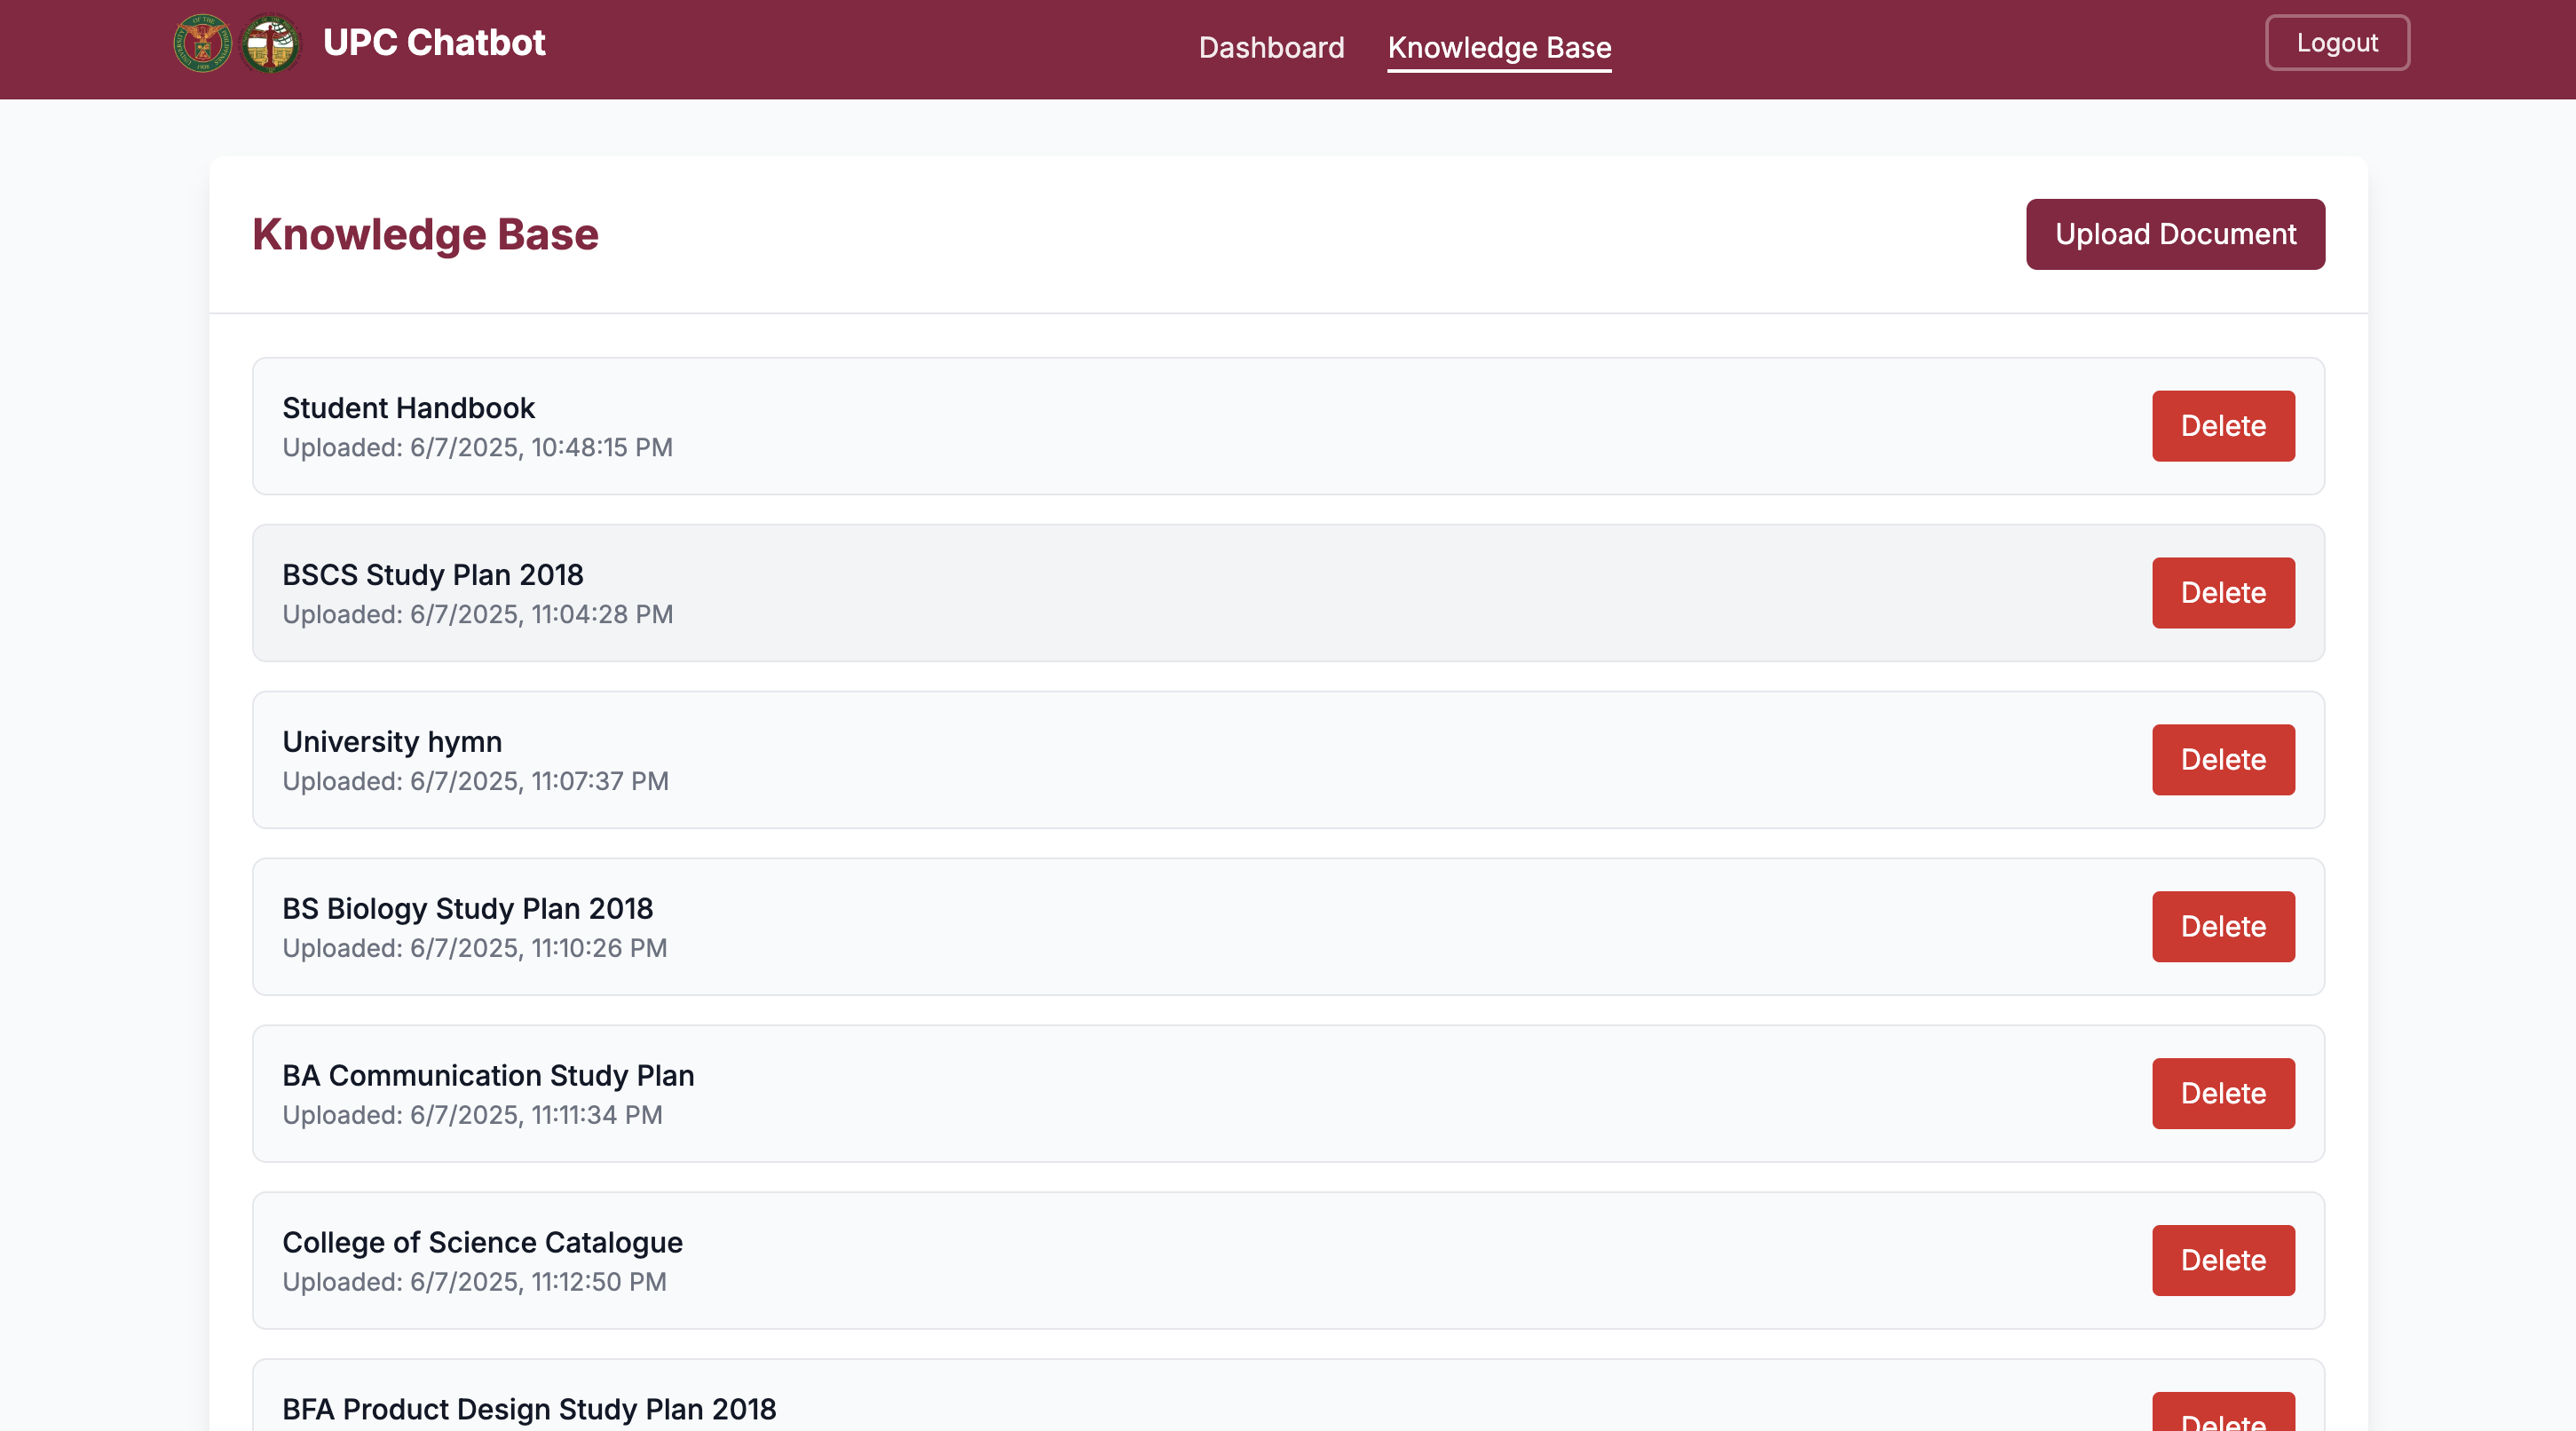 UPC Chatbot
Dashboard
Knowledge Base
Logout
Knowledge Base
Upload Document
Student Handbook
Uploaded: 6/7/2025, 10:48:15 PM
Delete
BSCS Study Plan 2018
Uploaded: 6/7/2025, 11:04:28 PM
Delete
University hymn
Uploaded: 6/7/2025, 11:07:37 PM
Delete
BS Biology Study Plan 2018
Uploaded: 6/7/2025, 11:10:26 PM
Delete
BA Communication Study Plan
Uploaded: 6/7/2025, 11:11:34 PM
Delete
College of Science Catalogue
Uploaded: 6/7/2025, 11:12:50 PM
Delete
BFA Product Design Study Plan 2018
Delete